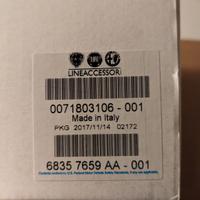 LINEACCESSORI
0071803106 - 001
Made in Italy
PKG 2017/11/14 02172
6835 7659 AA - 001